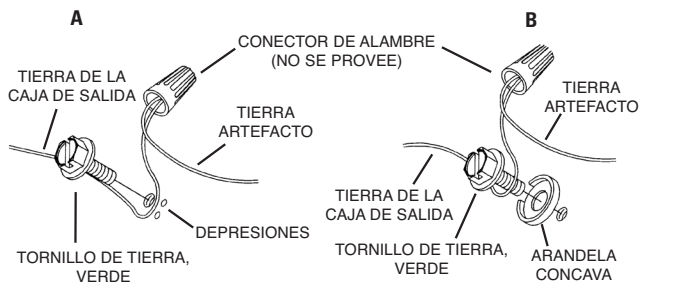 A
B
CONECTOR DE ALAMBRE
(NO SE PROVEE)
TIERRA DE LA
CAJA DE SALIDA
TIERRA
ARTEFACTO
DEPRESIONES
TORNILLO DE TIERRA,
VERDE
TIERRA
ARTEFACTO
TIERRA DE LA
CAJA DE SALIDA
TORNILLO DE TIERRA,
VERDE
ARANDELA
CONCAVA